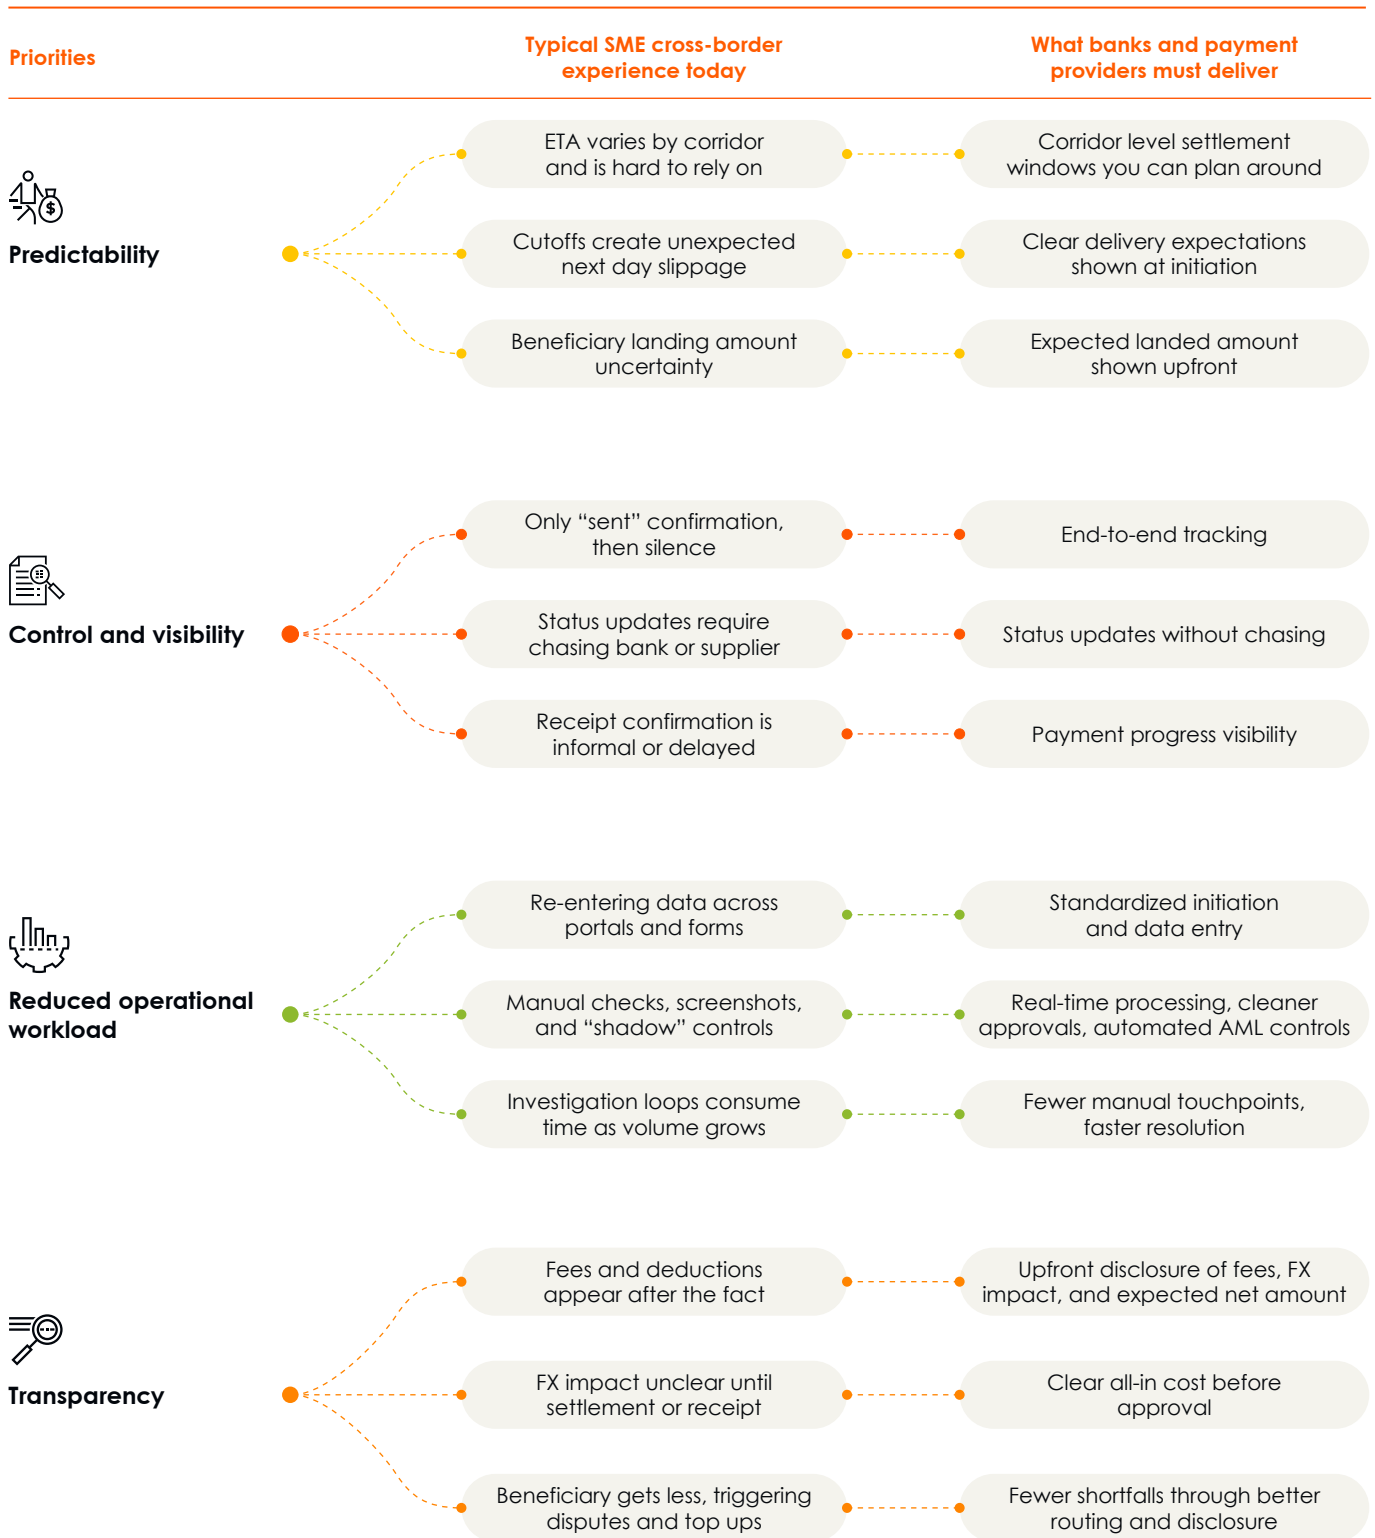 Priorities
Typical SME cross-border
experience today
What banks and payment
providers must deliver
Predictability
ETA varies by corridor
and is hard to rely on
Corridor level settlement
windows you can plan around
Cutoffs create unexpected
next day slippage
Clear delivery expectations
shown at initiation
Beneficiary landing amount
uncertainty
Expected landed amount
shown upfront
Control and visibility
Only “sent” confirmation,
then silence
End-to-end tracking
Status updates require
chasing bank or supplier
Status updates without chasing
Receipt confirmation is
informal or delayed
Payment progress visibility
Reduced operational
workload
Re-entering data across
portals and forms
Standardized initiation
and data entry
Manual checks, screenshots,
and “shadow” controls
Real-time processing, cleaner
approvals, automated AML controls
Investigation loops consume
time as volume grows
Fewer manual touchpoints,
faster resolution
Transparency
Fees and deductions
appear after the fact
Upfront disclosure of fees, FX
impact, and expected net amount
FX impact unclear until
settlement or receipt
Clear all-in cost before
approval
Beneficiary gets less, triggering
disputes and top ups
Fewer shortfalls through better
routing and disclosure